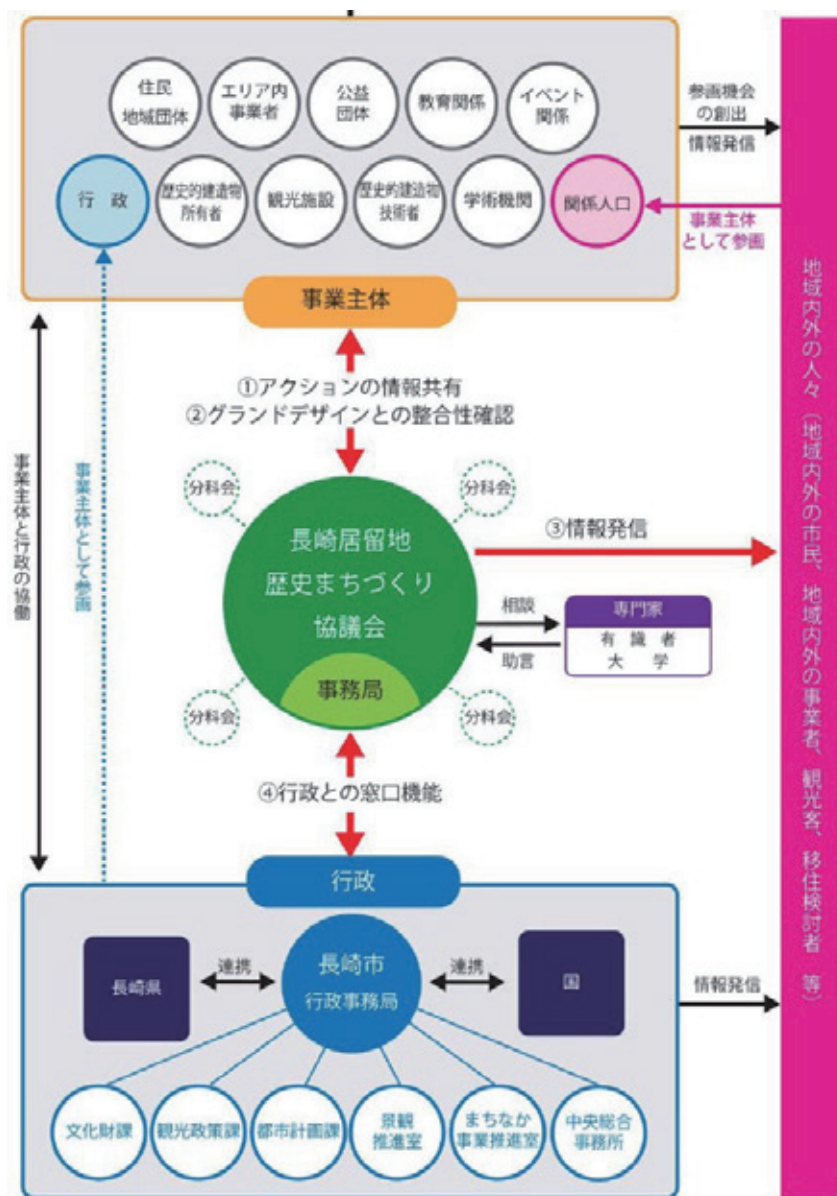 住民
地域団体
エリア内
事業者
公益
団体
教育関係
イベント
関係
行　政
歴史的建造物
所有者
観光施設
歴史的建造物
技術者
学術機関
関係人口
事業主体
参画機会
の創出
情報発信
事業主体
として参画
①アクションの情報共有
②グランドデザインとの整合性確認
事業主体と行政の協働
事業主体として参画
分科会
分科会
長崎居留地
歴史まちづくり
協議会
事務局
分科会
分科会
③情報発信
相談
助言
専門家
有　識　者
大　　学
④行政との窓口機能
行政
長崎県
連携
長崎市
行政事務局
連携
国
情報発信
文化財課
観光政策課
都市計画課
景観
推進室
まちなか
事業推進室
中央総合
事務所
地域内外の人々（地域内外の市民、地域内外の事業者、観光客、移住検討者　等）